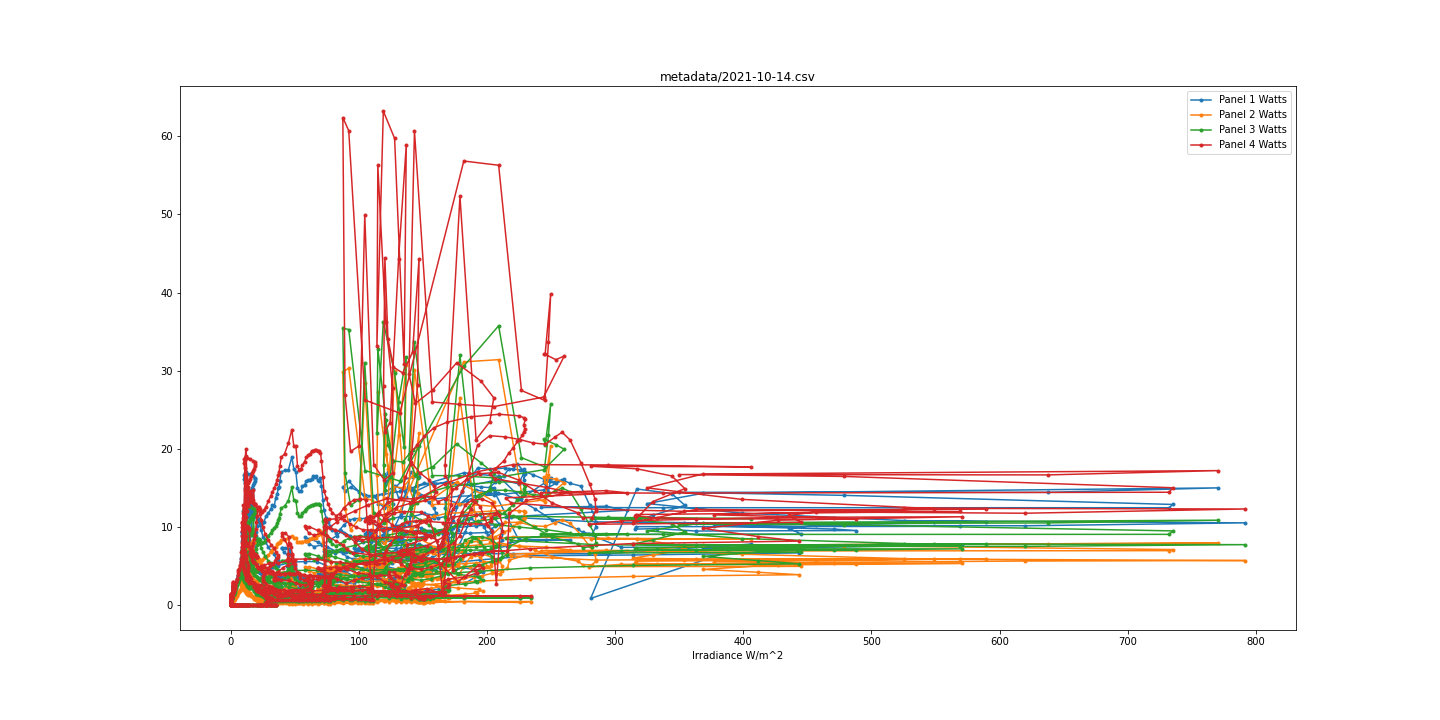 metadata/2021-10-14.csv
Panel 1 Watts
Panel 2 Watts
Panel 3 Watts
Panel 4 Watts
60
50
40
30
20
10
0
0 100 200 300 400 500 600 700 800
Irradiance W/m^2